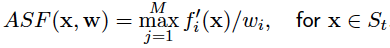 ASF(x, w) = max_{j=1}^{M} f'_i(x)/w_i,   for x ∈ S_t